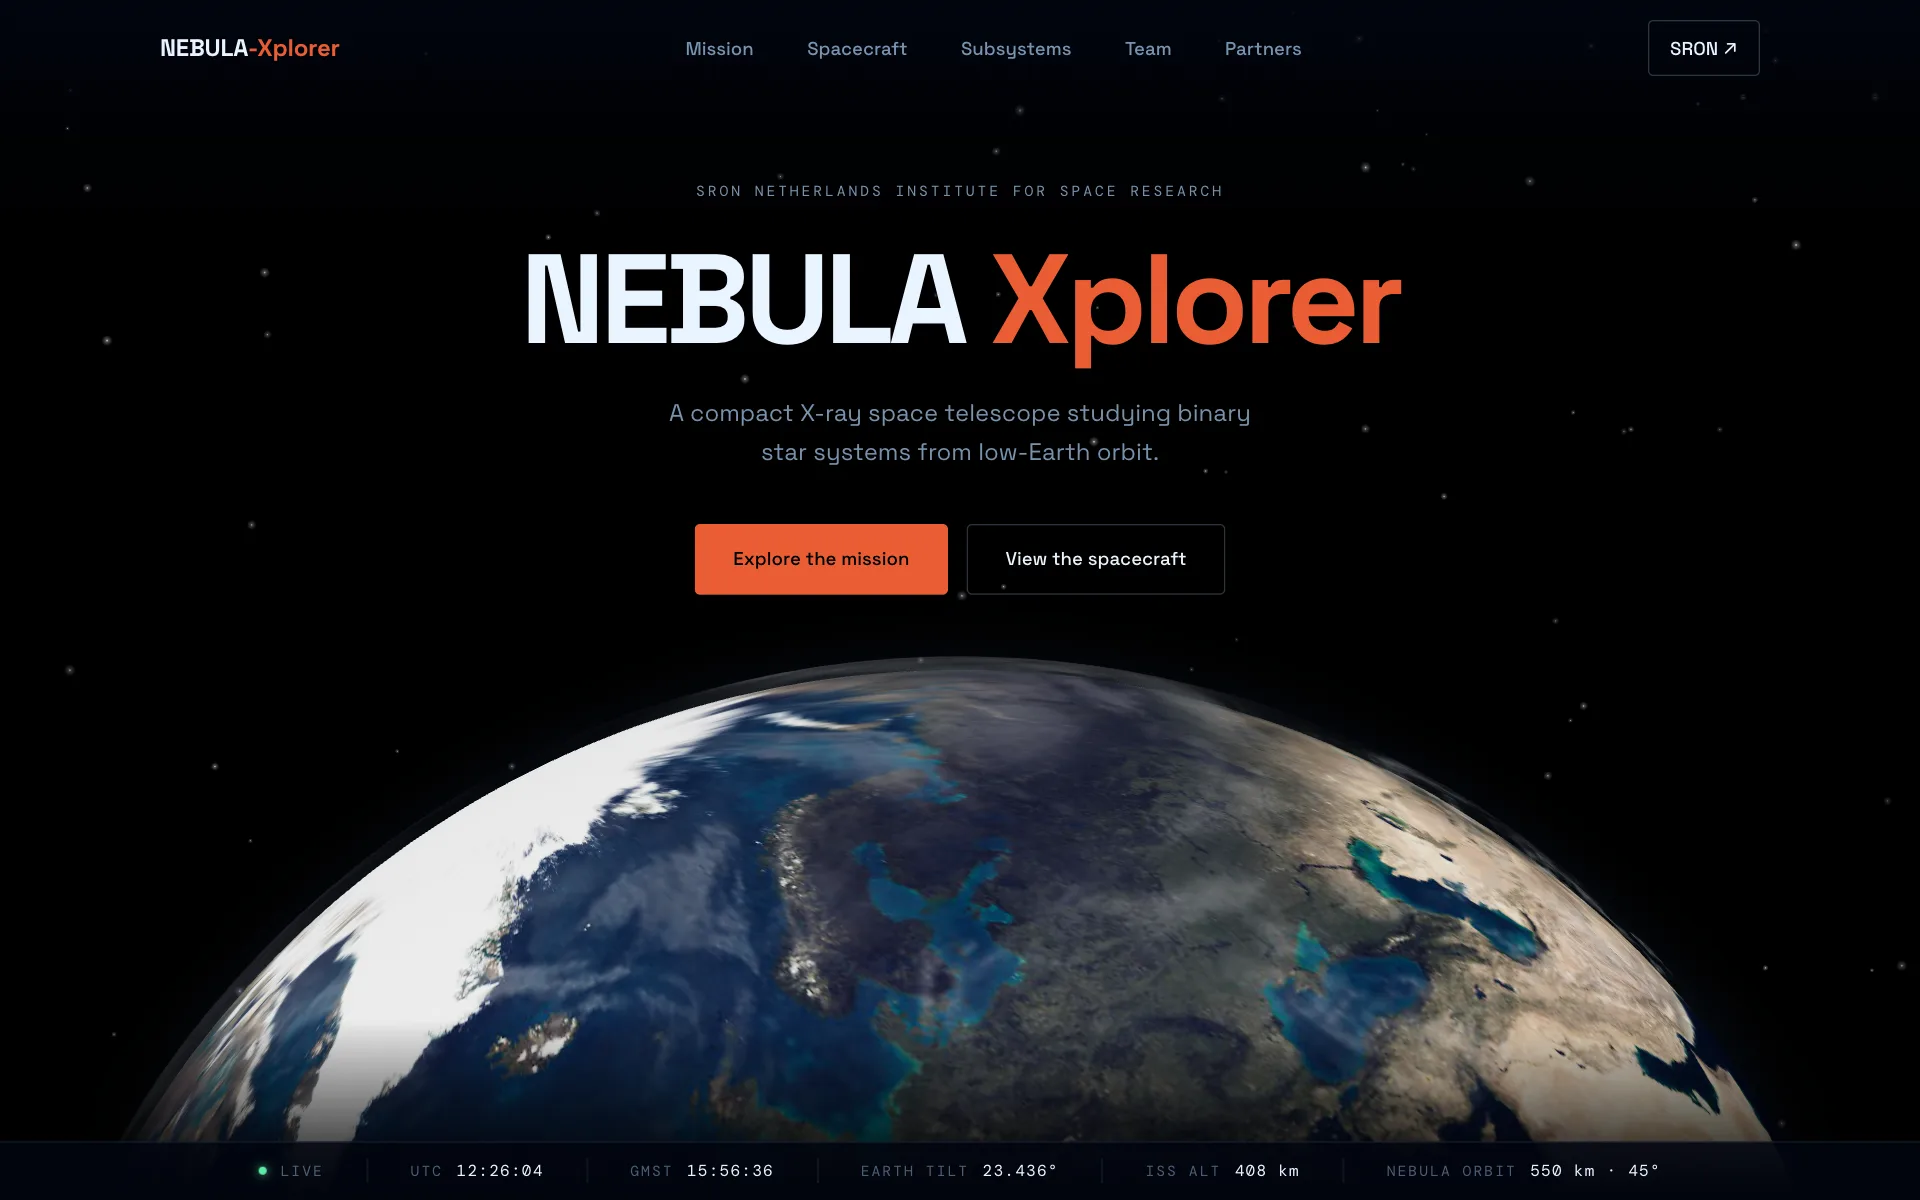 NEBULA-Xplorer
Mission
Spacecraft
Subsystems
Team
Partners
SRON ↗
SRON NETHERLANDS INSTITUTE FOR SPACE RESEARCH
NEBULA Xplorer
A compact X-ray space telescope studying binary
star systems from low-Earth orbit.
Explore the mission
View the spacecraft
LIVE
UTC 12:26:04
GMST 15:56:36
EARTH TILT 23.436°
ISS ALT 408 km
NEBULA ORBIT 550 km · 45°